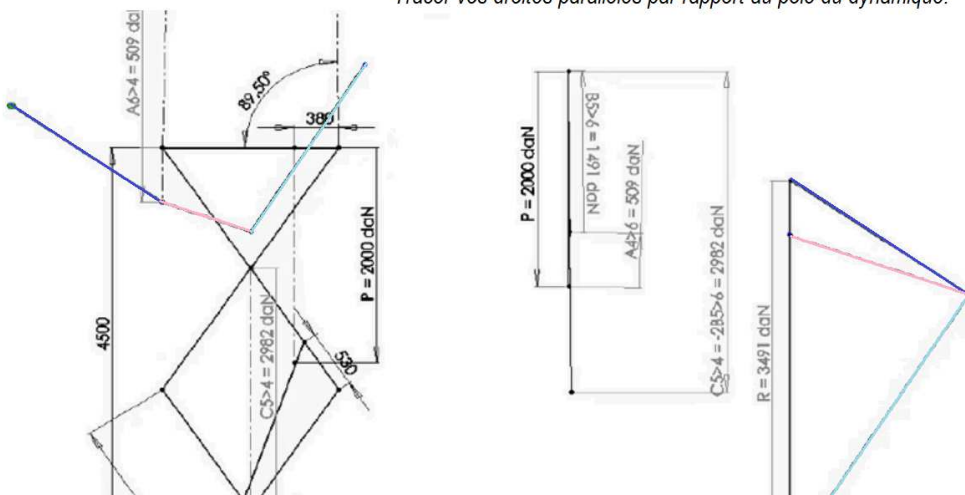 Tracer vos droites parallèles par rapport au pôle du dynamique.
A6>4 = 509 da
89,50°
380
4500
P = 2000 daN
C5>4 = 2982 daN
530
P = 2000 daN
B5>6 = 1491 daN
A4>6 = 509 daN
C5>4 = -2B5>6 = 2982 daN
R = 3491 daN